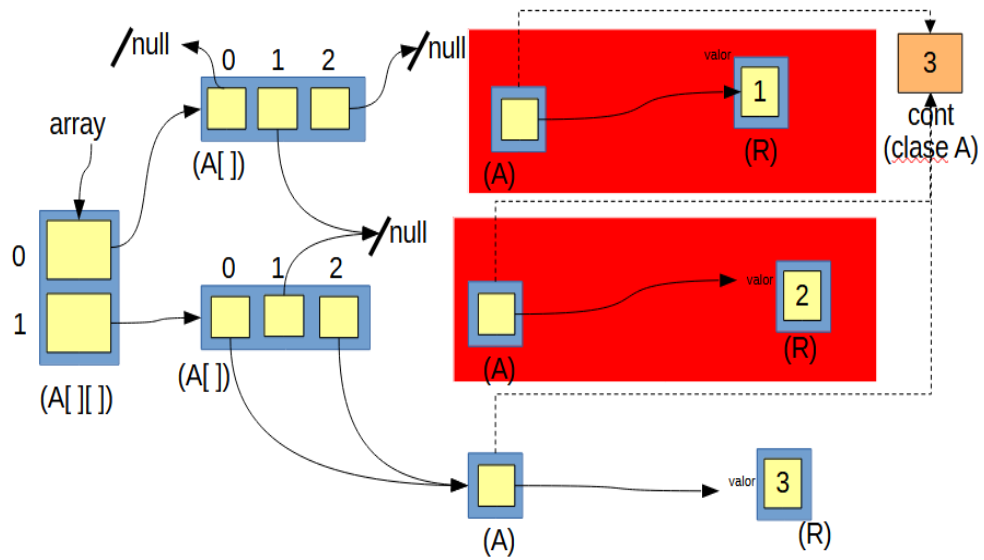 null
0 1 2
null
array
(A[ ])
valor
1
(A)
(R)
3
cont
(clase A)
null
0
0 1 2
1
(A[ ])
(A[ ][ ])
valor
2
(A)
(R)
valor
3
(A)
(R)